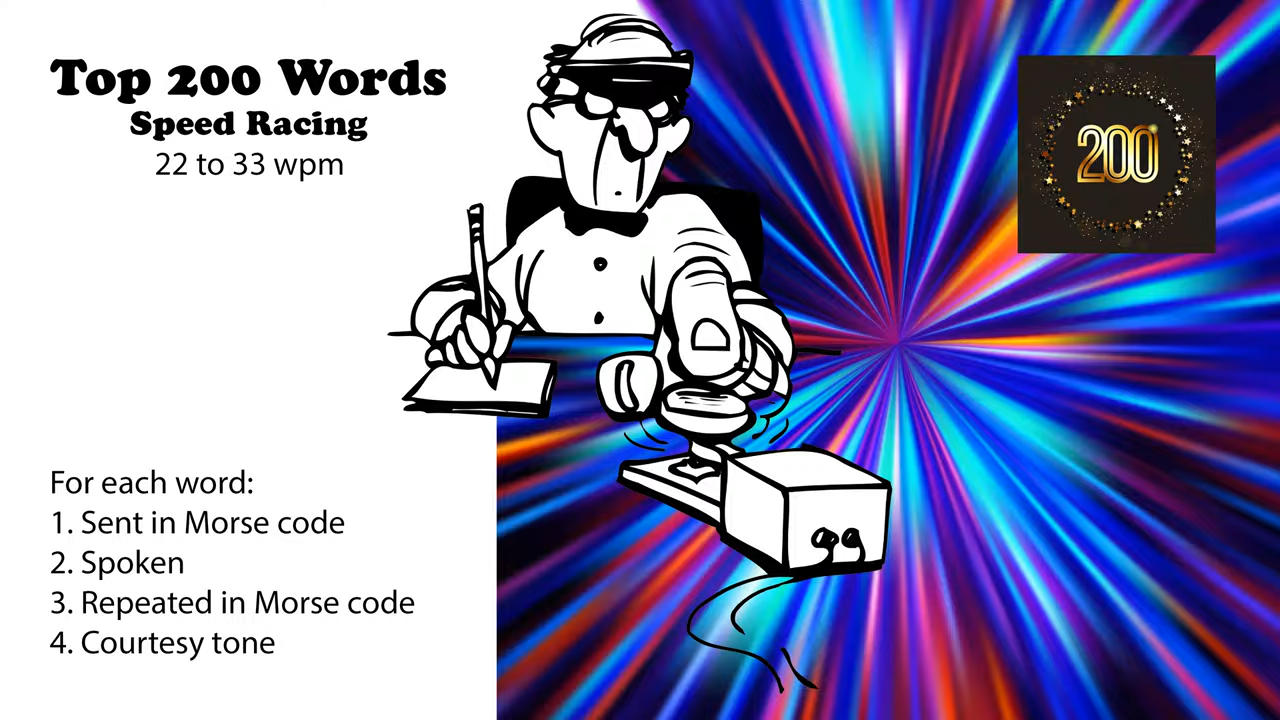 Top 200 Words
Speed Racing
22 to 33 wpm
200
For each word:
1. Sent in Morse code
2. Spoken
3. Repeated in Morse code
4. Courtesy tone